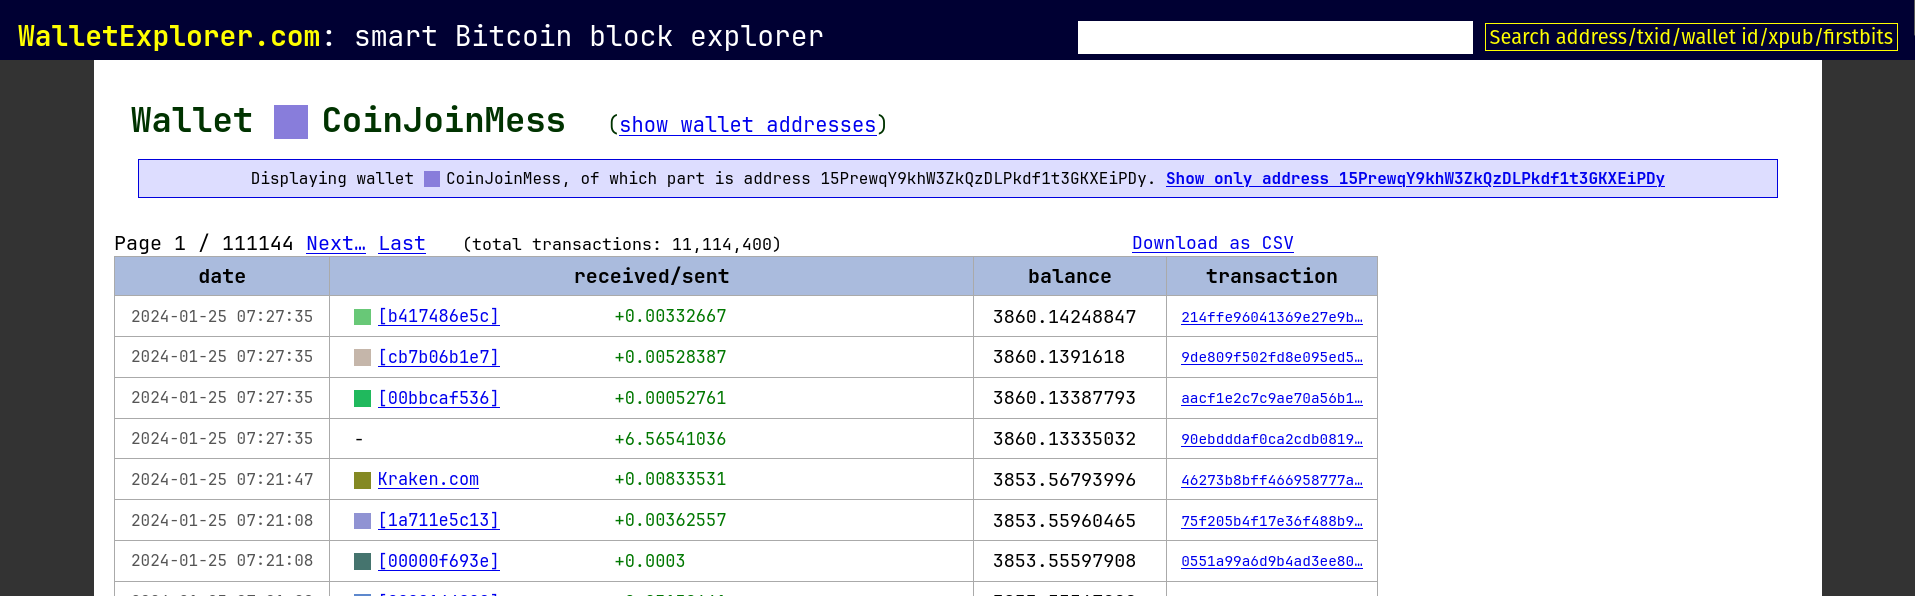 WalletExplorer.com: smart Bitcoin block explorer
Search address/txid/wallet id/xpub/firstbits
Wallet CoinJoinMess (show wallet addresses)
Displaying wallet CoinJoinMess, of which part is address 15PrewqY9khW3ZkQzDLPkdf1t3GKXEiPDy. Show only address 15PrewqY9khW3ZkQzDLPkdf1t3GKXEiPDy
Page 1 / 111144 Next… Last (total transactions: 11,114,400) Download as CSV
date received/sent balance transaction
2024-01-25 07:27:35 [b417486e5c] +0.00332667 3860.14248847 214ffe96041369e27e9b…
2024-01-25 07:27:35 [cb7b06b1e7] +0.00528387 3860.1391618 9de809f502fd8e095ed5…
2024-01-25 07:27:35 [00bbcaf536] +0.00052761 3860.13387793 aacf1e2c7c9ae70a56b1…
2024-01-25 07:27:35 - +6.56541036 3860.13335032 90ebdddaf0ca2cdb0819…
2024-01-25 07:21:47 Kraken.com +0.00833531 3853.56793996 46273b8bff466958777a…
2024-01-25 07:21:08 [1a711e5c13] +0.00362557 3853.55960465 75f205b4f17e36f488b9…
2024-01-25 07:21:08 [00000f693e] +0.0003 3853.55597908 0551a99a6d9b4ad3ee80…